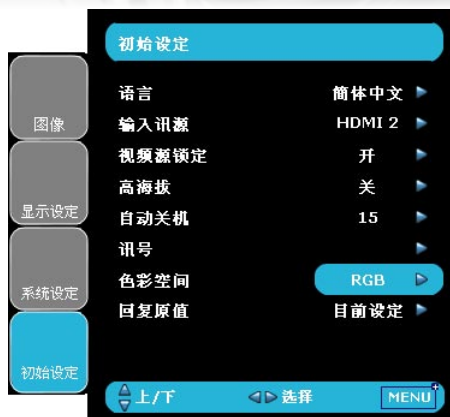 初始设定
图像
显示设定
系统设定
初始设定
语言 簡体中文
输入讯源 HDMI 2
视频源锁定 开
高海拔 关
自动关机 15
讯号
色彩空间 RGB
回复原值 目前设定
上/下 选择 MENU